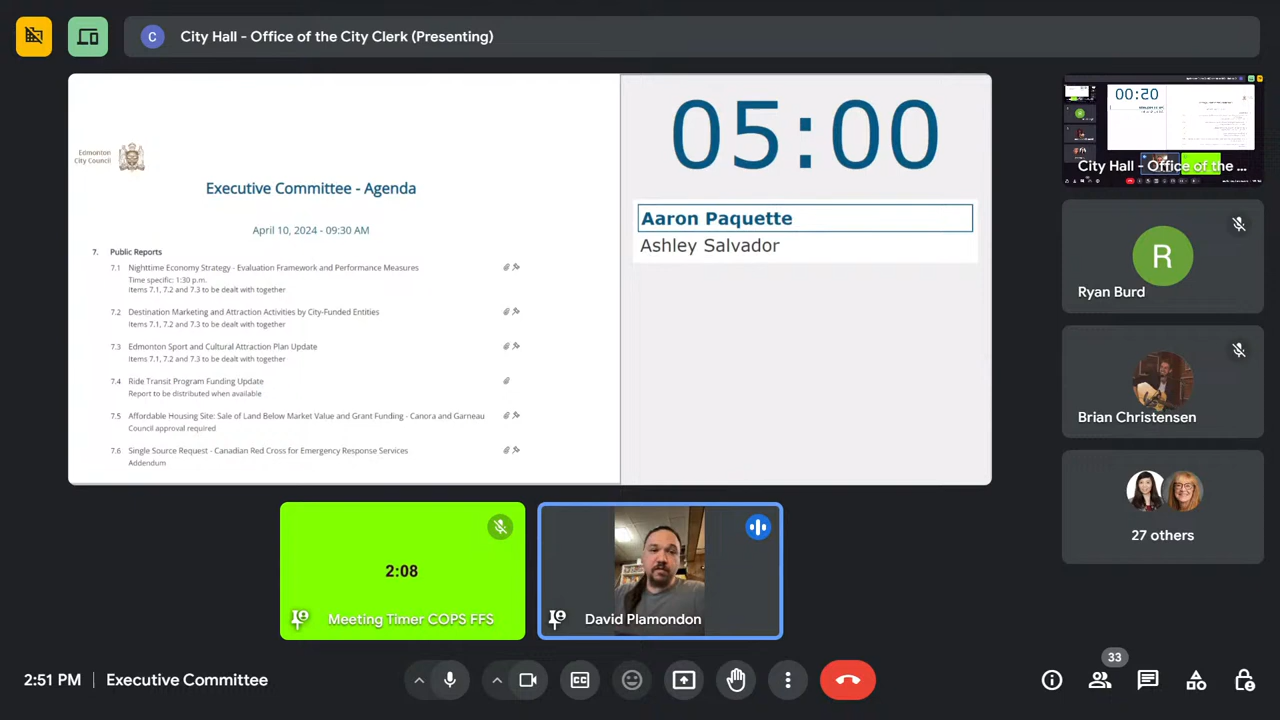 City Hall - Office of the City Clerk (Presenting)
C
Edmonton
City Council
Executive Committee - Agenda
April 10, 2024 - 09:30 AM
7. Public Reports
7.1 Nighttime Economy Strategy - Evaluation Framework and Performance Measures
Time specific: 1:30 p.m.
Items 7.1, 7.2 and 7.3 to be dealt with together
7.2 Destination Marketing and Attraction Activities by City-Funded Entities
Items 7.1, 7.2 and 7.3 to be dealt with together
7.3 Edmonton Sport and Cultural Attraction Plan Update
Items 7.1, 7.2 and 7.3 to be dealt with together
7.4 Ride Transit Program Funding Update
Report to be distributed when available
7.5 Affordable Housing Site: Sale of Land Below Market Value and Grant Funding - Canora and Garneau
Council approval required
7.6 Single Source Request - Canadian Red Cross for Emergency Response Services
Addendum
05:00
Aaron Paquette
Ashley Salvador
City Hall - Office of the ...
R
Ryan Burd
Brian Christensen
27 others
2:08
Meeting Timer COPS FFS
David Plamondon
2:51 PM | Executive Committee
33